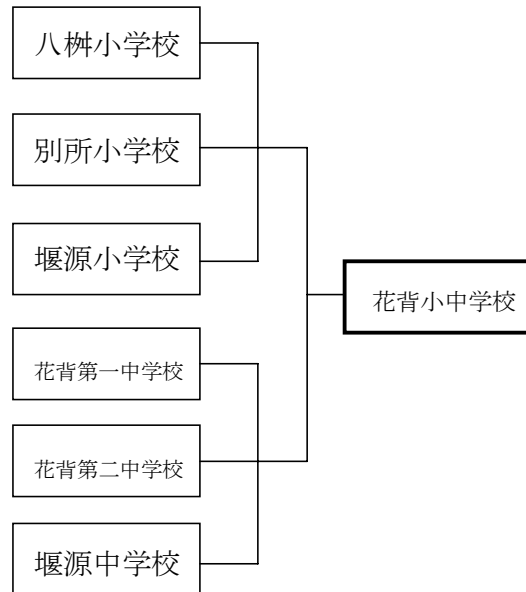 八桝小学校
別所小学校
堰源小学校
花背小中学校
花背第一中学校
花背第二中学校
堰源中学校